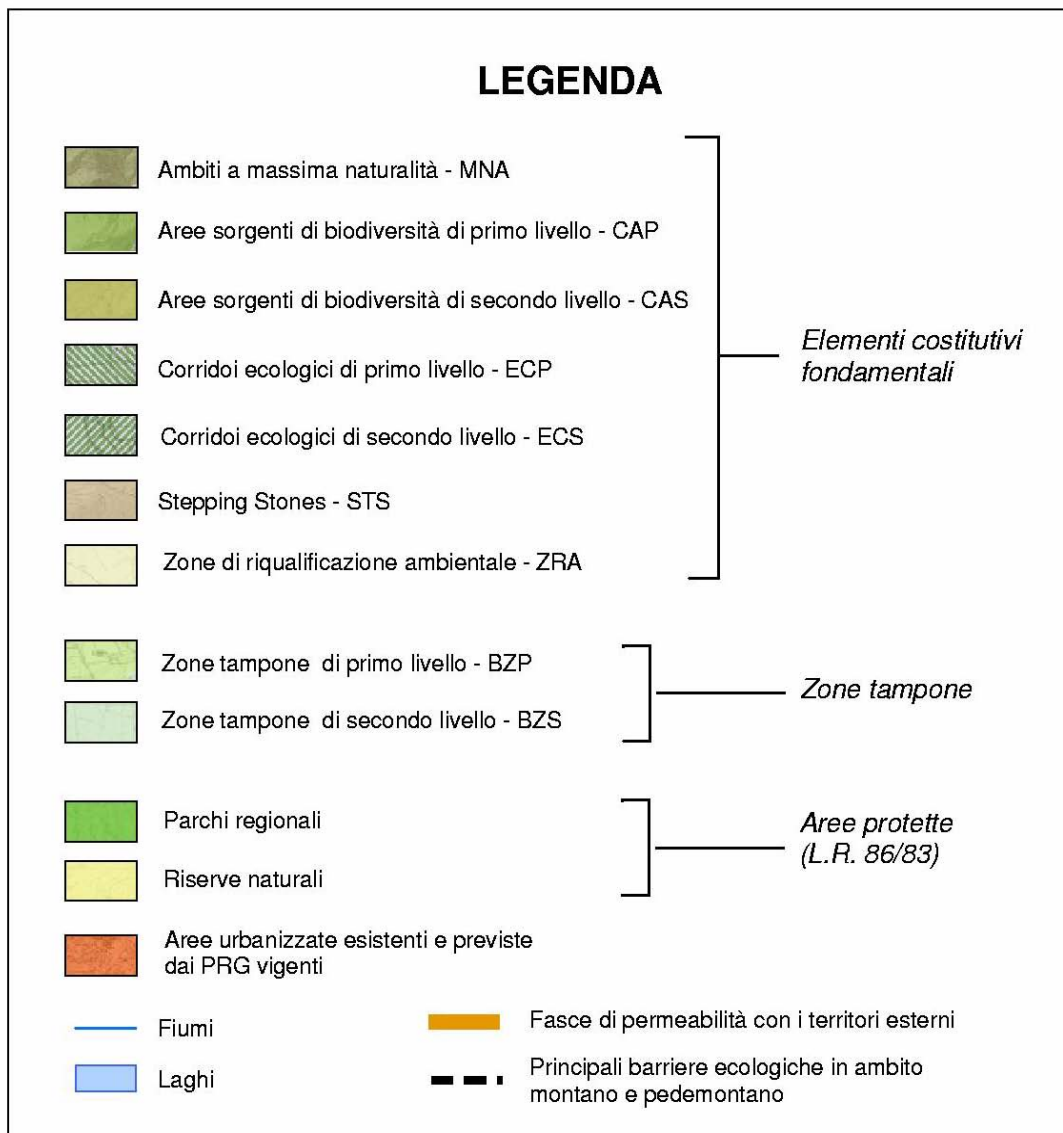 LEGENDA
Ambiti a massima naturalità - MNA
Aree sorgenti di biodiversità di primo livello - CAP
Aree sorgenti di biodiversità di secondo livello - CAS
Corridoi ecologici di primo livello - ECP
Corridoi ecologici di secondo livello - ECS
Stepping Stones - STS
Zone di riqualificazione ambientale - ZRA
Elementi costitutivi
fondamentali
Zone tampone di primo livello - BZP
Zone tampone di secondo livello - BZS
Zone tampone
Parchi regionali
Riserve naturali
Aree protette
(L.R. 86/83)
Aree urbanizzate esistenti e previste
dai PRG vigenti
Fiumi
Laghi
Fasce di permeabilità con i territori esterni
Principali barriere ecologiche in ambito
montano e pedemontano